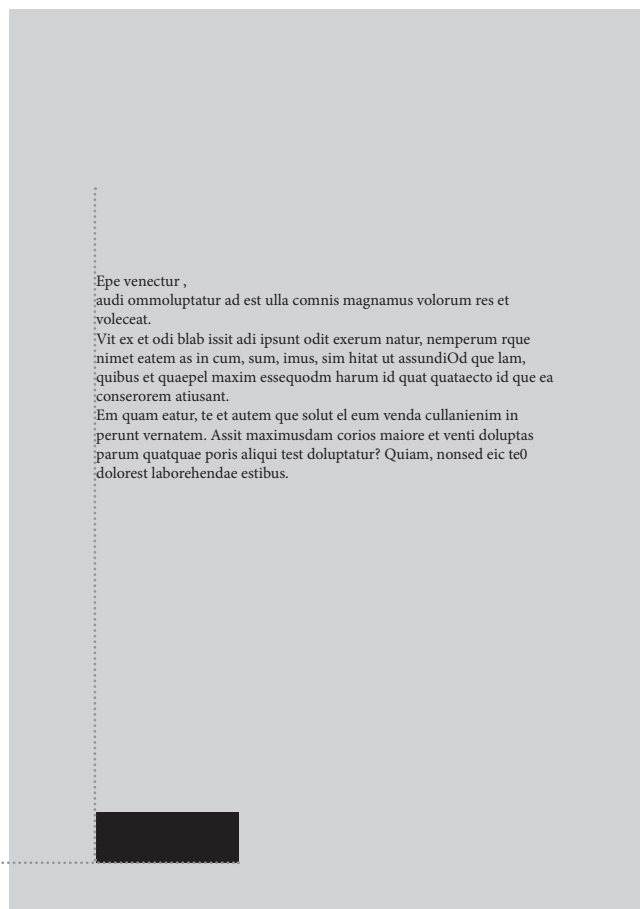 Epe venectur ,
audi ommoluptatur ad est ulla comnis magnamus volorum res et
voleceat.
Vit ex et odi blab issit adi ipsunt odit exerum natur, nemperum rque
nimet eatem as in cum, sum, imus, sim hitat ut assundiOd que lam,
quibus et quaepel maxim essequodm harum id quat quataecto id que ea
conserorem atiusant.
Em quam eatur, te et autem que solut el eum venda cullanienim in
perunt vernatem. Assit maximusdam corios maiore et venti doluptas
parum quatquae poris aliqui test doluptatur? Quiam, nonsed eic te0
dolorest laborehendae estibus.